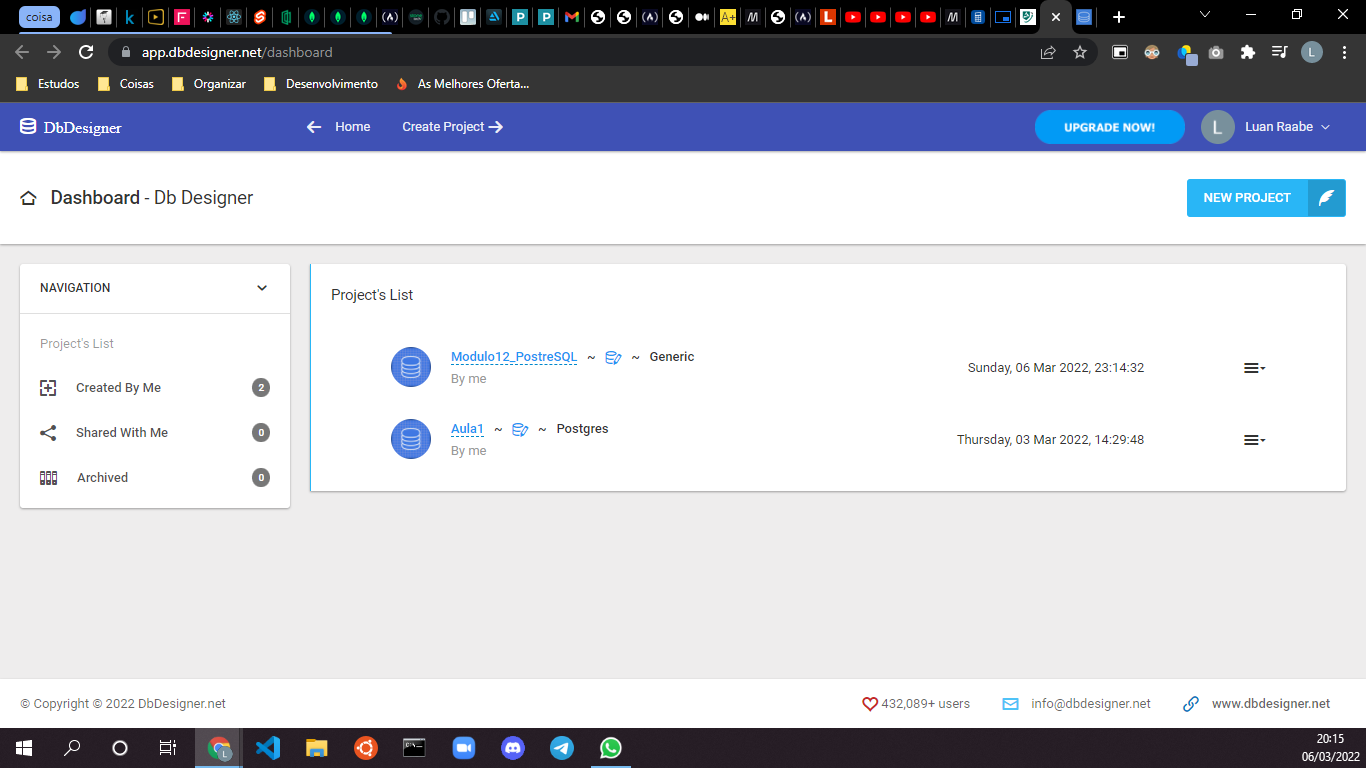 coisa
app.dbdesigner.net/dashboard
L
Estudos
Coisas
Organizar
Desenvolvimento
As Melhores Oferta...
DbDesigner
Home
Create Project
UPGRADE NOW!
L
Luan Raabe
Dashboard - Db Designer
NEW PROJECT
NAVIGATION
Project's List
Created By Me 2
Shared With Me 0
Archived 0
Project's List
Modulo12_PostreSQL ~ ~ Generic
By me
Sunday, 06 Mar 2022, 23:14:32
Aula1 ~ ~ Postgres
By me
Thursday, 03 Mar 2022, 14:29:48
© Copyright © 2022 DbDesigner.net
432,089+ users
info@dbdesigner.net
www.dbdesigner.net
20:15
06/03/2022